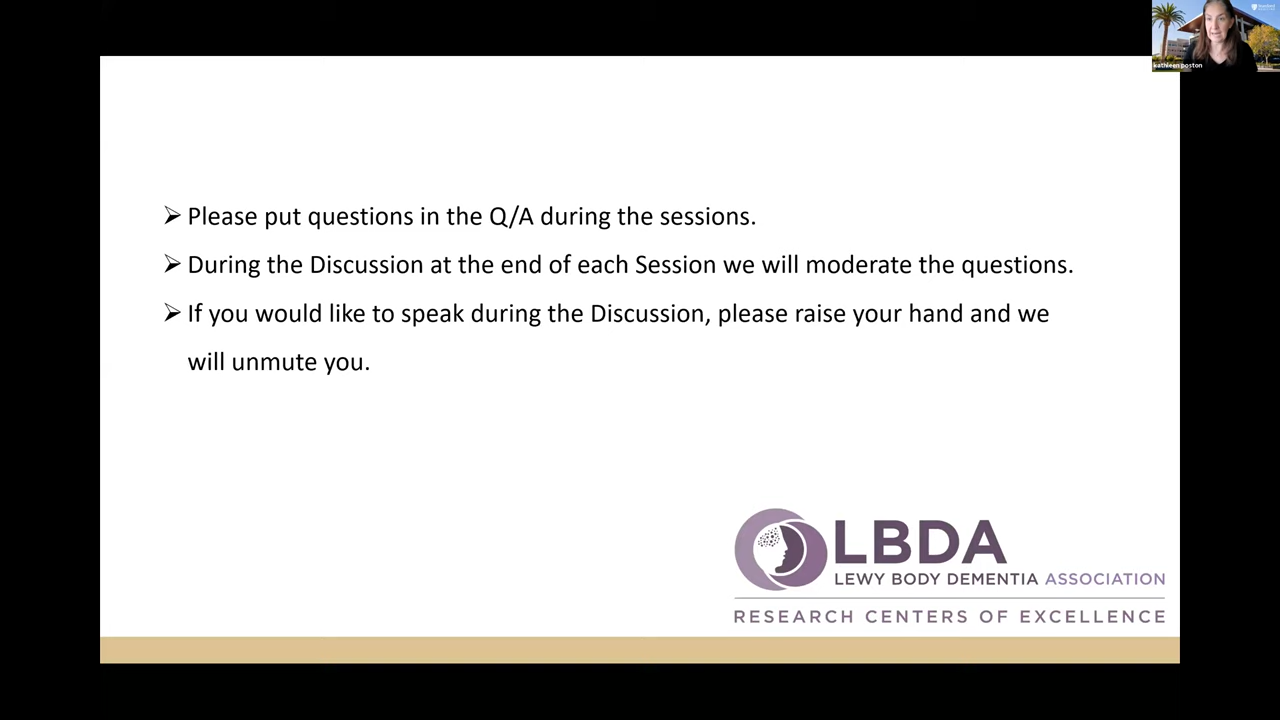 kathleen poston
➢ Please put questions in the Q/A during the sessions.
➢ During the Discussion at the end of each Session we will moderate the questions.
➢ If you would like to speak during the Discussion, please raise your hand and we
will unmute you.
LBDA
LEWY BODY DEMENTIA ASSOCIATION
RESEARCH CENTERS OF EXCELLENCE